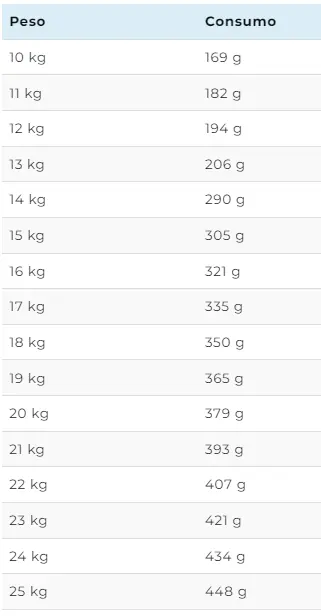 Peso Consumo
10 kg 169 g
11 kg 182 g
12 kg 194 g
13 kg 206 g
14 kg 290 g
15 kg 305 g
16 kg 321 g
17 kg 335 g
18 kg 350 g
19 kg 365 g
20 kg 379 g
21 kg 393 g
22 kg 407 g
23 kg 421 g
24 kg 434 g
25 kg 448 g